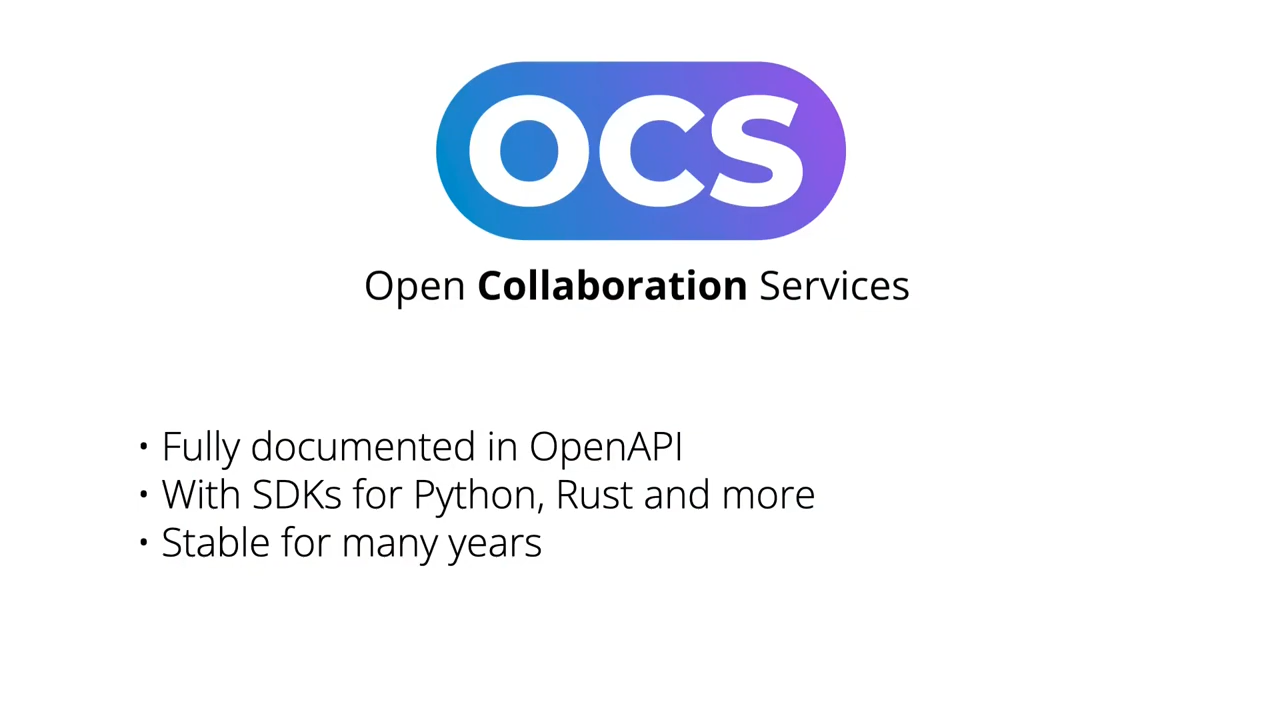 OCS
Open Collaboration Services
• Fully documented in OpenAPI
• With SDKs for Python, Rust and more
• Stable for many years